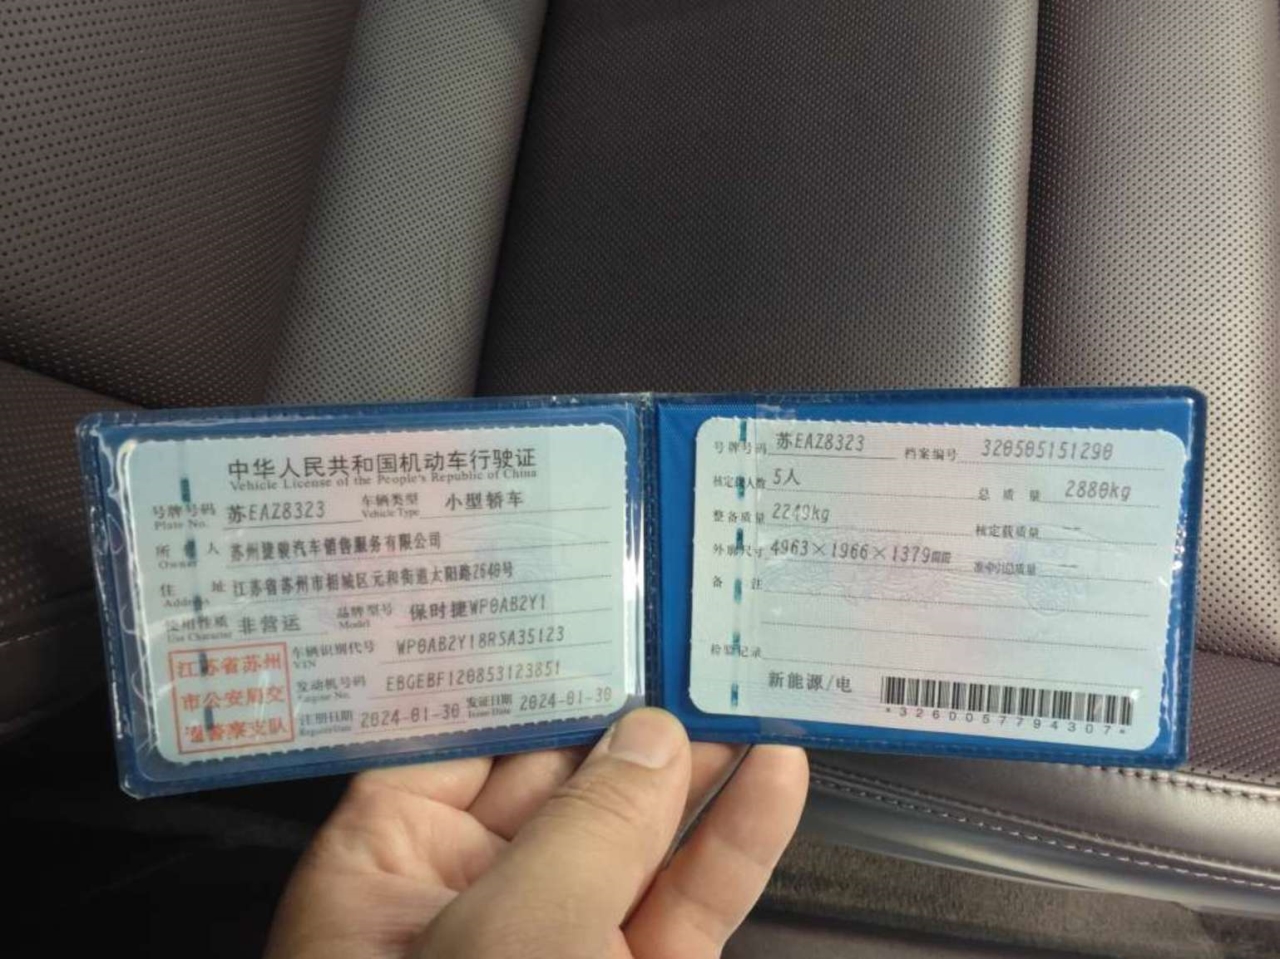 中华人民共和国机动车行驶证
Vehicle License of the People's Republic of China
号牌号码 苏EAZ8323 车辆类型 小型轿车
Plate No. Vehicle Type
所有人 苏州捷骏汽车销售服务有限公司
Owner
住址 江苏省苏州市相城区元和街道太阳路2640号
Address
使用性质 非营运 品牌型号 保时捷WP0AB2Y1
Use Character Model
车辆识别代号 WP0AB2Y18RSA35123
VIN
发动机号码 EBGEBF120853123851
Engine No.
注册日期 2024-01-30 发证日期 2024-01-30
Register Date Issue Date
江苏省苏州
市公安局交
通警察支队
号牌号码 苏EAZ8323 档案编号 320505151290
核定载人数 5人 总质量 2880kg
整备质量 2249kg 核定载质量 --
外廓尺寸 4963×1966×1379mm 准牵引总质量 --
备注
检验记录
新能源/电
*3260057794307*